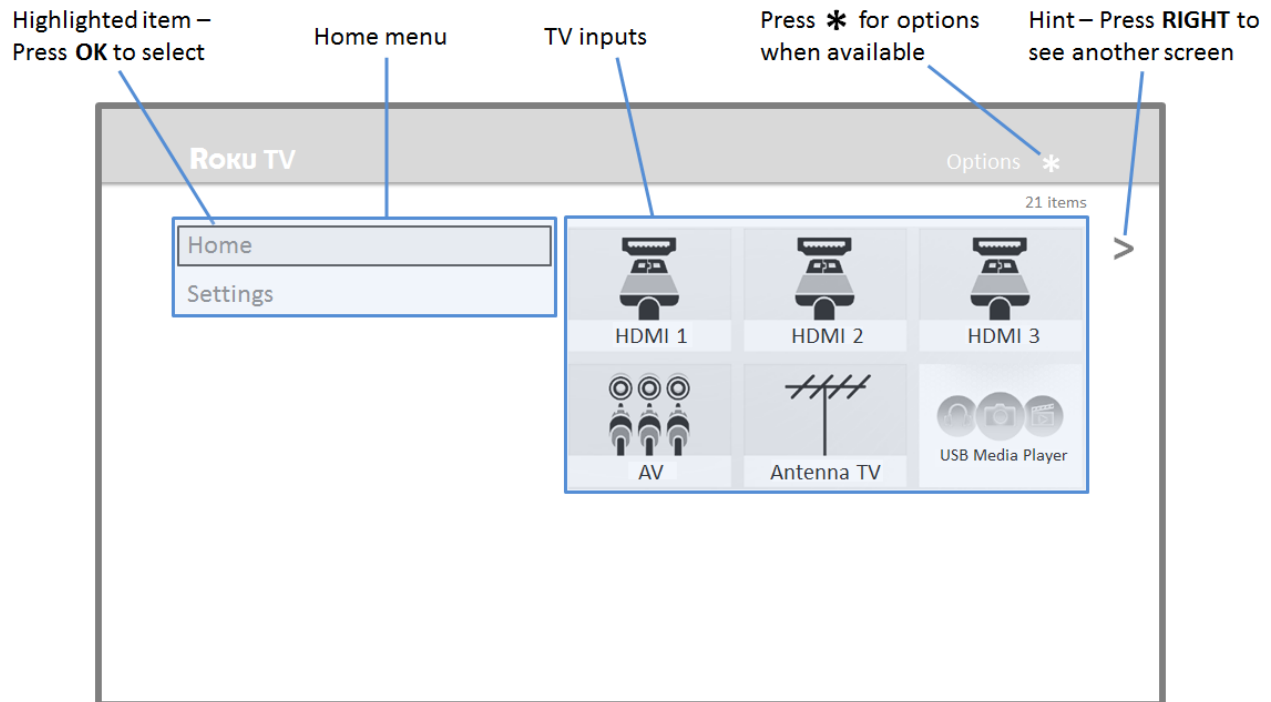 Highlighted item –
Press OK to select
Home menu
TV inputs
Press * for options
when available
Hint – Press RIGHT to
see another screen
ROKU TV
Options *
21 items
Home
Settings
>
HDMI 1
HDMI 2
HDMI 3
AV
Antenna TV
USB Media Player